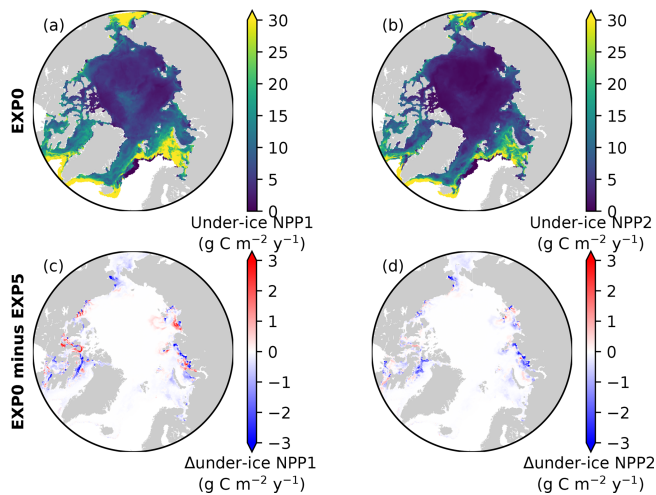 (a)
30
25
20
15
10
5
0
Under-ice NPP1
(g C m⁻² y⁻¹)
(b)
30
25
20
15
10
5
0
Under-ice NPP2
(g C m⁻² y⁻¹)
EXP0
(c)
3
2
1
0
−1
−2
−3
Δunder-ice NPP1
(g C m⁻² y⁻¹)
(d)
3
2
1
0
−1
−2
−3
Δunder-ice NPP2
(g C m⁻² y⁻¹)
EXP0 minus EXP5